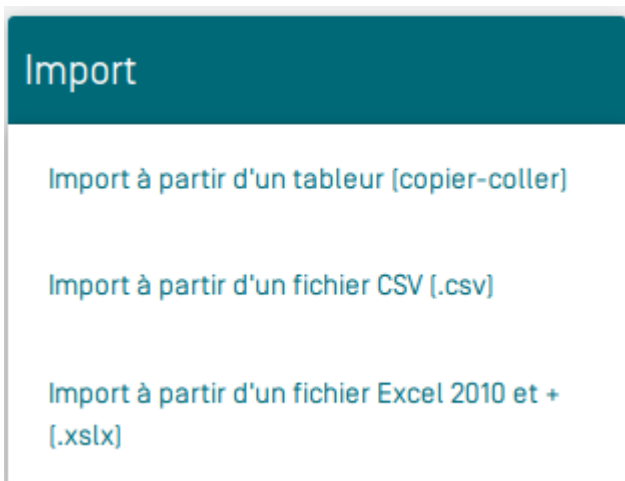 Import
Import à partir d'un tableur (copier-coller)
Import à partir d'un fichier CSV (.csv)
Import à partir d'un fichier Excel 2010 et +
(.xslx)